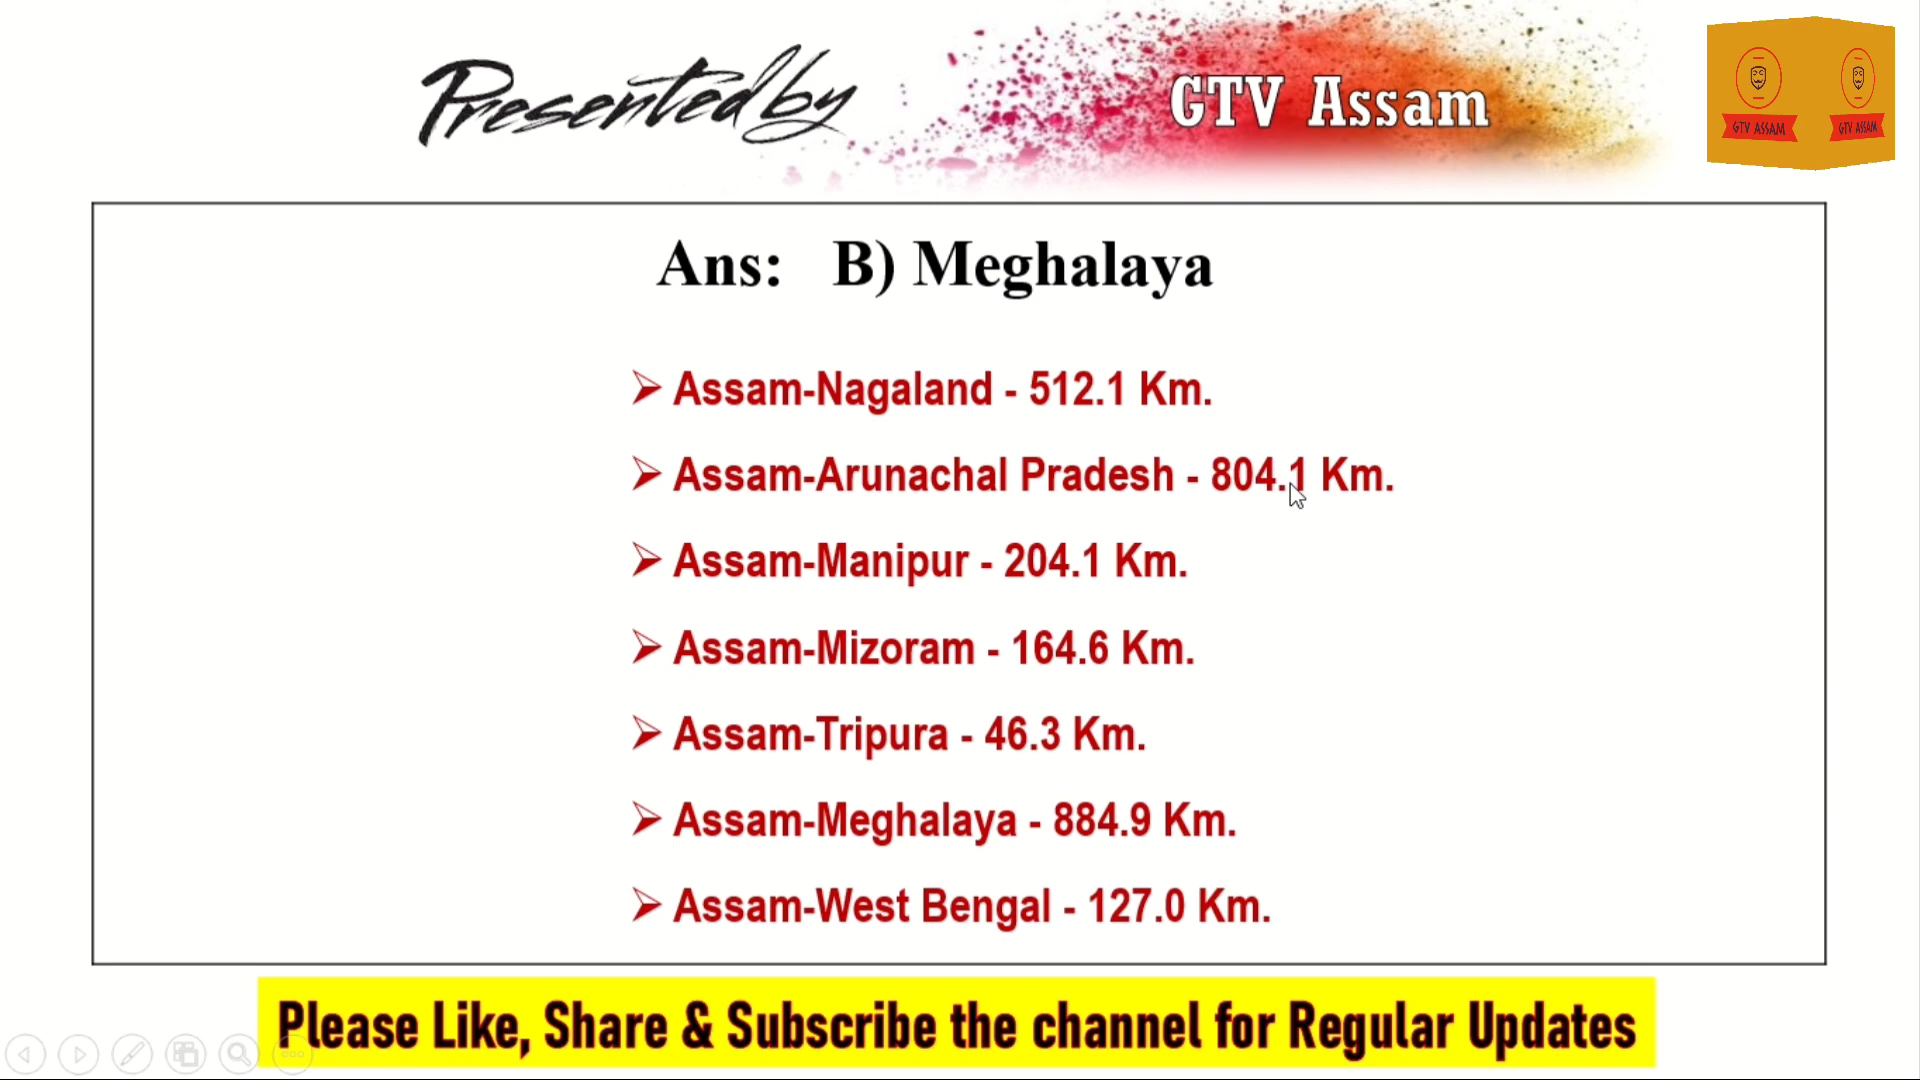 Presented by
GTV Assam
GTV ASSAM
GTV ASSAM
Ans: B) Meghalaya
➢ Assam-Nagaland - 512.1 Km.
➢ Assam-Arunachal Pradesh - 804.1 Km.
➢ Assam-Manipur - 204.1 Km.
➢ Assam-Mizoram - 164.6 Km.
➢ Assam-Tripura - 46.3 Km.
➢ Assam-Meghalaya - 884.9 Km.
➢ Assam-West Bengal - 127.0 Km.
Please Like, Share & Subscribe the channel for Regular Updates